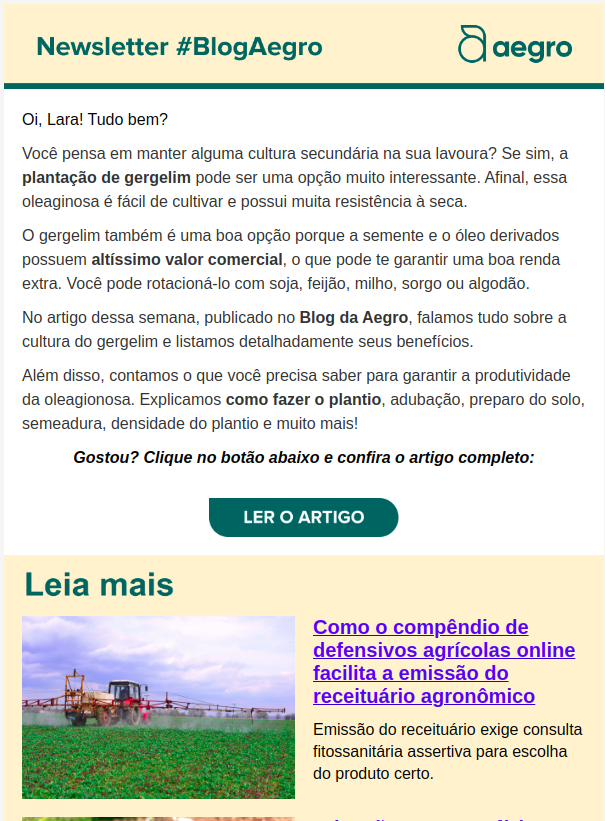 Newsletter #BlogAegro
aegro
Oi, Lara! Tudo bem?
Você pensa em manter alguma cultura secundária na sua lavoura? Se sim, a
plantação de gergelim pode ser uma opção muito interessante. Afinal, essa
oleaginosa é fácil de cultivar e possui muita resistência à seca.
O gergelim também é uma boa opção porque a semente e o óleo derivados
possuem altíssimo valor comercial, o que pode te garantir uma boa renda
extra. Você pode rotacioná-lo com soja, feijão, milho, sorgo ou algodão.
No artigo dessa semana, publicado no Blog da Aegro, falamos tudo sobre a
cultura do gergelim e listamos detalhadamente seus benefícios.
Além disso, contamos o que você precisa saber para garantir a produtividade
da oleagionosa. Explicamos como fazer o plantio, adubação, preparo do solo,
semeadura, densidade do plantio e muito mais!
Gostou? Clique no botão abaixo e confira o artigo completo:
LER O ARTIGO
Leia mais
Como o compêndio de
defensivos agrícolas online
facilita a emissão do
receituário agronômico
Emissão do receituário exige consulta
fitossanitária assertiva para escolha
do produto certo.